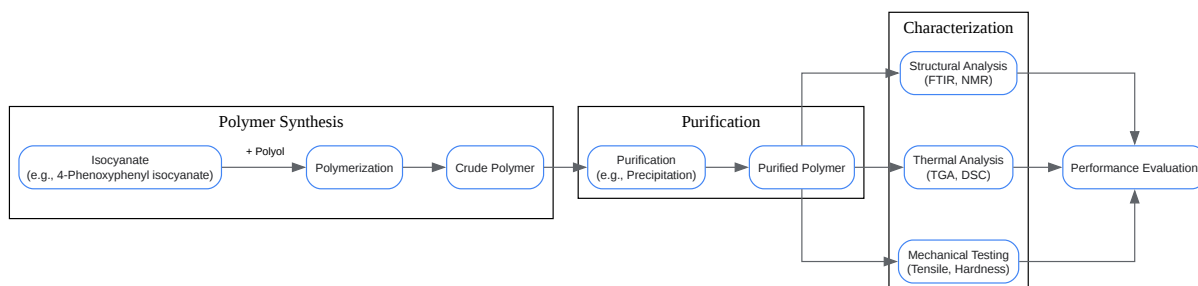 Polymer Synthesis
Isocyanate
(e.g., 4-Phenoxyphenyl isocyanate)
+ Polyol
Polymerization
Crude Polymer
Purification
Purification
(e.g., Precipitation)
Purified Polymer
Characterization
Structural Analysis
(FTIR, NMR)
Thermal Analysis
(TGA, DSC)
Mechanical Testing
(Tensile, Hardness)
Performance Evaluation